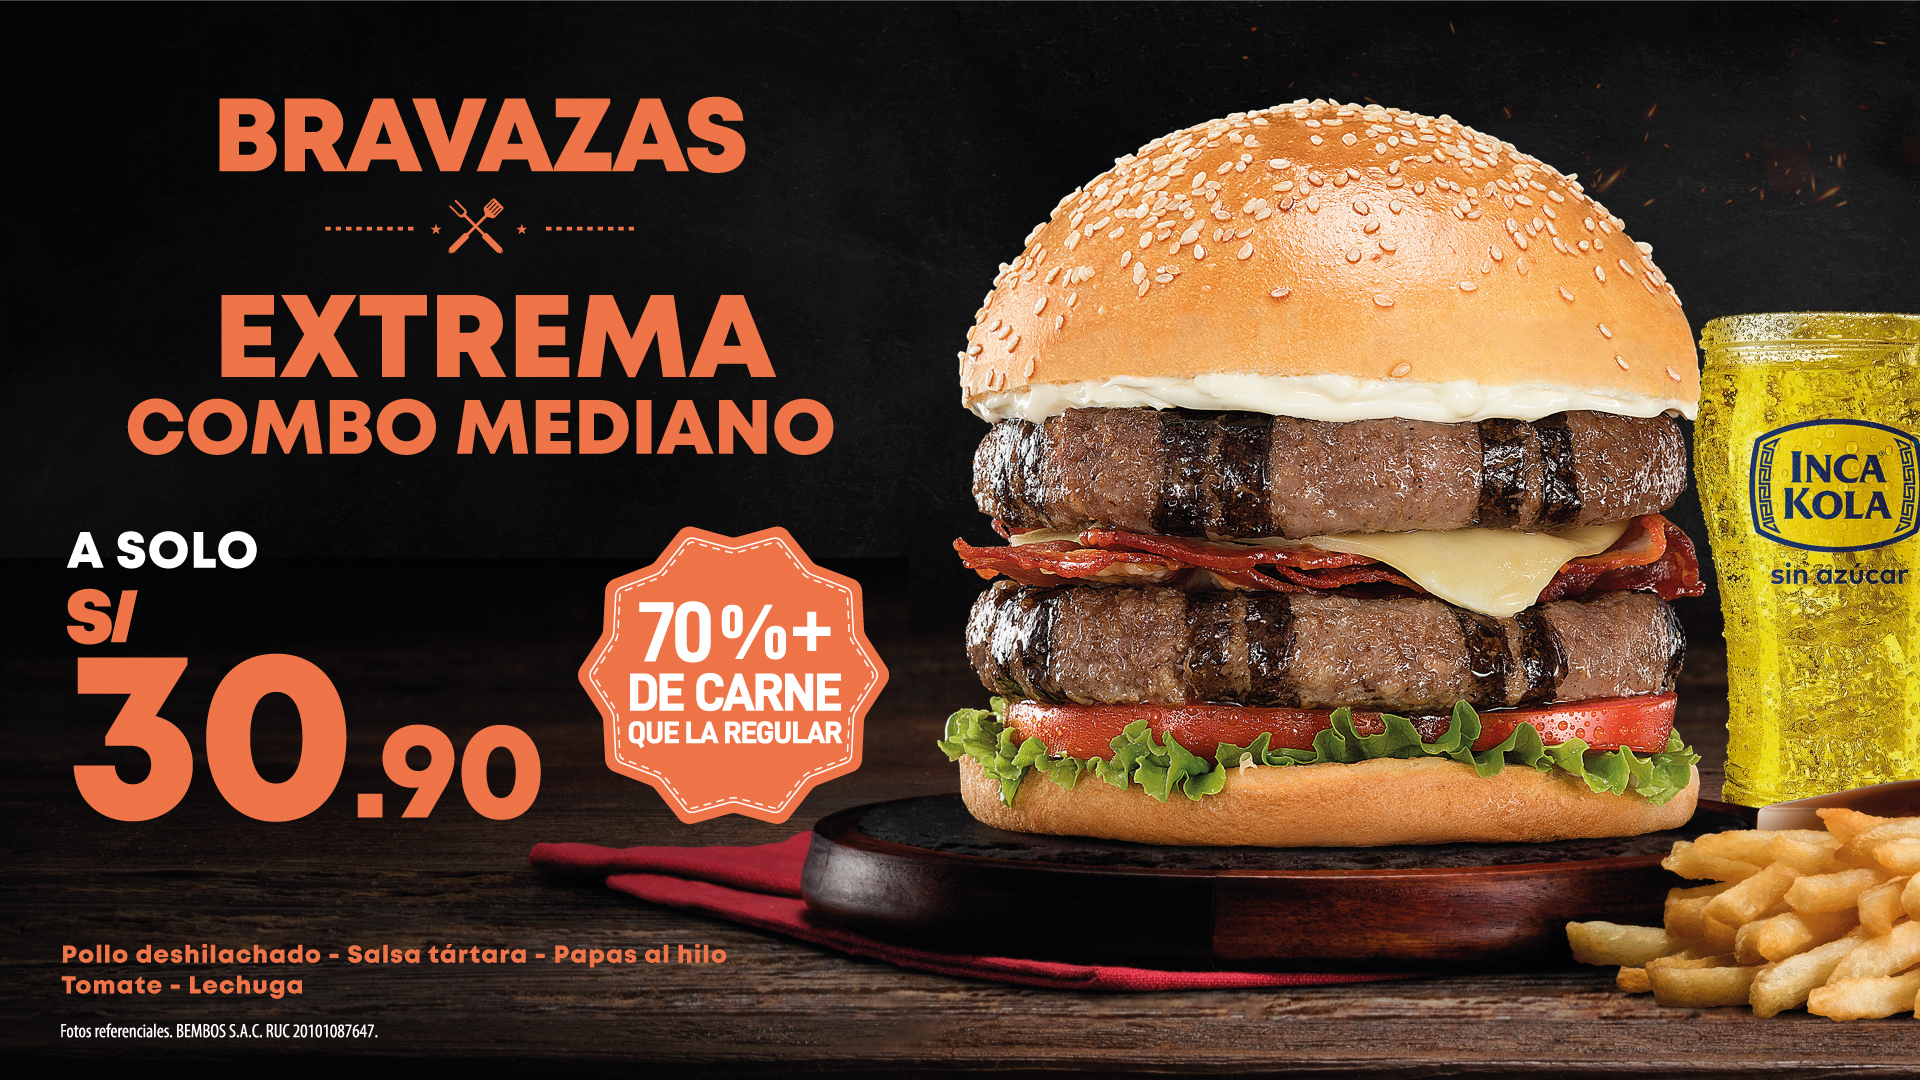 BRAVAZAS
EXTREMA
COMBO MEDIANO
A SOLO
S/
30.90
70%+
DE CARNE
QUE LA REGULAR
INCA
KOLA
sin azúcar
Pollo deshilachado - Salsa tártara - Papas al hilo
Tomate - Lechuga
Fotos referenciales. BEMBOS S.A.C. RUC 20101087647.